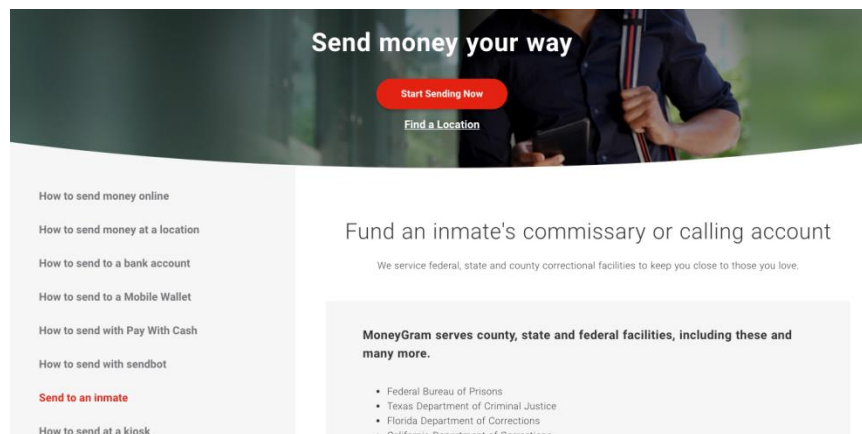 Send money your way
Start Sending Now
Find a Location
How to send money online
How to send money at a location
How to send to a bank account
How to send to a Mobile Wallet
How to send with Pay With Cash
How to send with sendbot
Send to an inmate
How to send at a kiosk
Fund an inmate's commissary or calling account
We service federal, state and county correctional facilities to keep you close to those you love.
MoneyGram serves county, state and federal facilities, including these and
many more.
• Federal Bureau of Prisons
• Texas Department of Criminal Justice
• Florida Department of Corrections
• California Department of Corrections